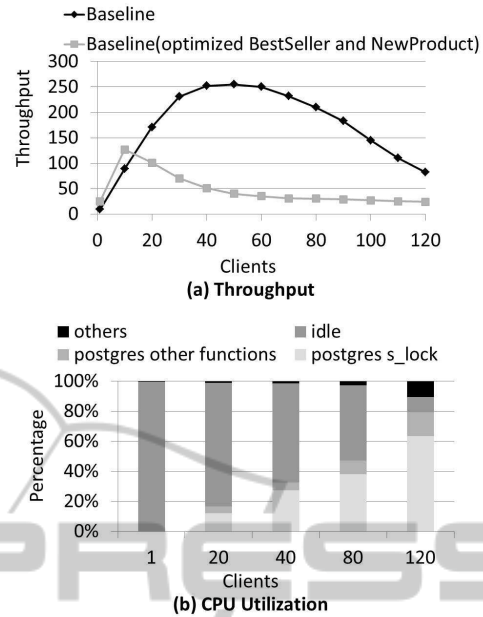 Baseline
Baseline(optimized BestSeller and NewProduct)
300
250
200
150
100
50
0
Throughput
0 20 40 60 80 100 120
Clients
(a) Throughput
others idle
postgres other functions postgres s_lock
100%
80%
60%
40%
20%
0%
Percentage
1 20 40 80 120
Clients
(b) CPU Utilization
PRESS